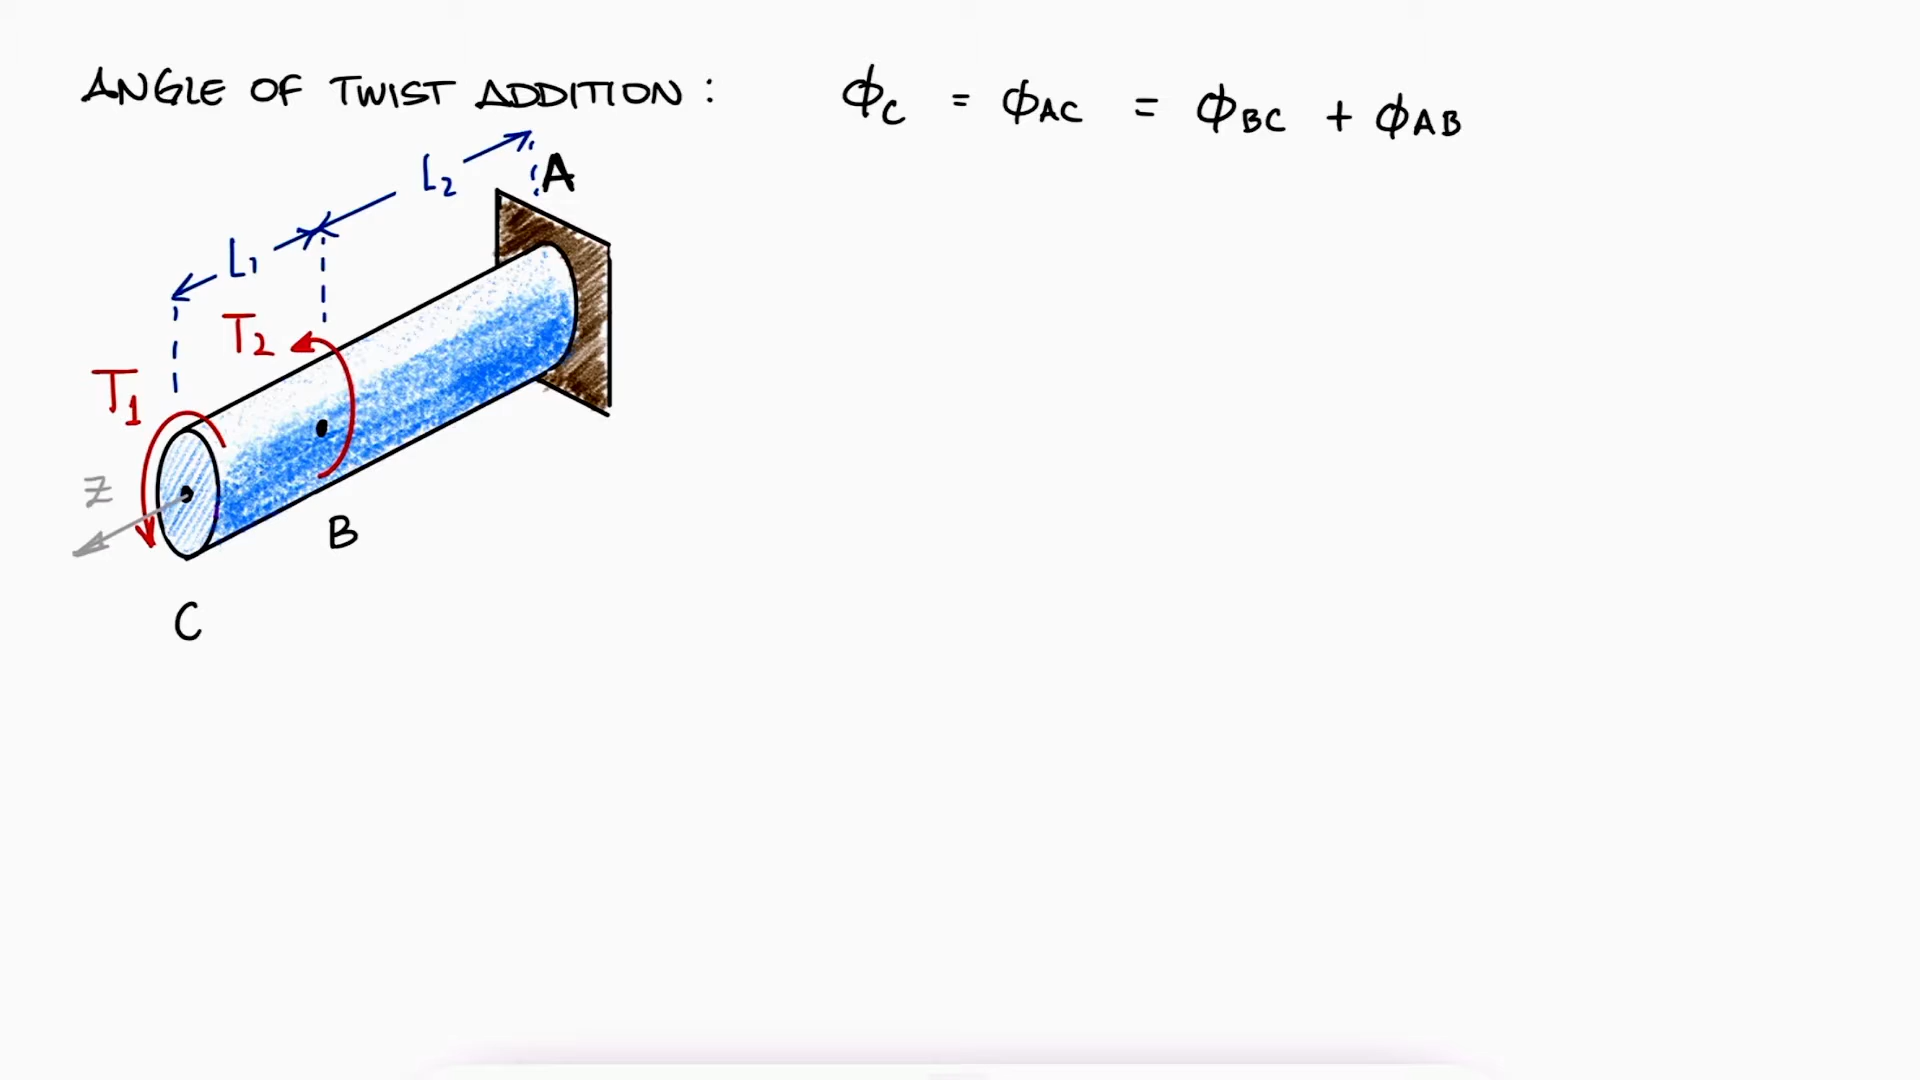 ANGLE OF TWIST ADDITION : ϕC = ϕAC = ϕBC + ϕAB
L2
A
L1
T2
T1
z
B
C